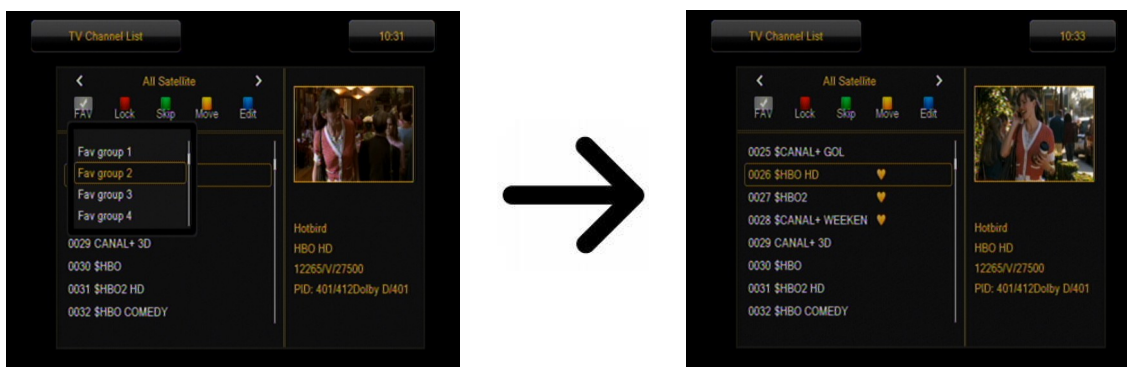 TV Channel List
10:31
All Satellite
FAV Lock Skip Move Edit
Fav group 1
Fav group 2
Fav group 3
Fav group 4
0029 CANAL+ 3D
0030 $HBO
0031 $HBO2 HD
0032 $HBO COMEDY
Hotbird
HBO HD
12265/V/27500
PID: 401/412Dolby D/401
TV Channel List
10:33
All Satellite
FAV Lock Skip Move Edit
0025 $CANAL+ GOL
0026 $HBO HD
0027 $HBO2
0028 $CANAL+ WEEKEN
0029 CANAL+ 3D
0030 $HBO
0031 $HBO2 HD
0032 $HBO COMEDY
Hotbird
HBO HD
12265/V/27500
PID: 401/412Dolby D/401